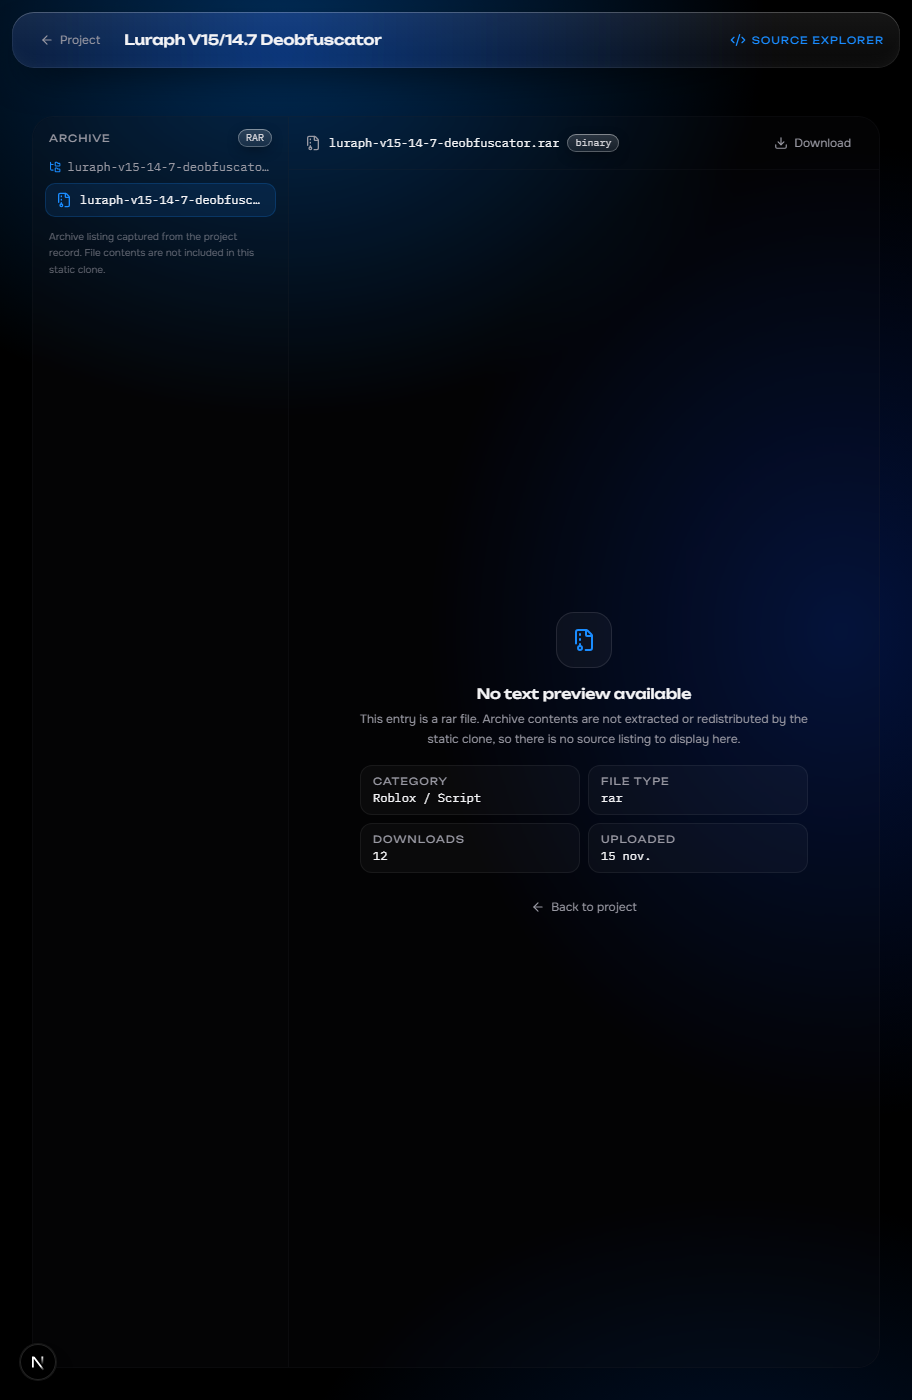 Project
Luraph V15/14.7 Deobfuscator
SOURCE EXPLORER
ARCHIVE
RAR
luraph-v15-14-7-deobfuscato…
luraph-v15-14-7-deobfusc…
Archive listing captured from the project
record. File contents are not included in this
static clone.
luraph-v15-14-7-deobfuscator.rar
binary
Download
No text preview available
This entry is a rar file. Archive contents are not extracted or redistributed by the
static clone, so there is no source listing to display here.
CATEGORY
Roblox / Script
FILE TYPE
rar
DOWNLOADS
12
UPLOADED
15 nov.
Back to project
N